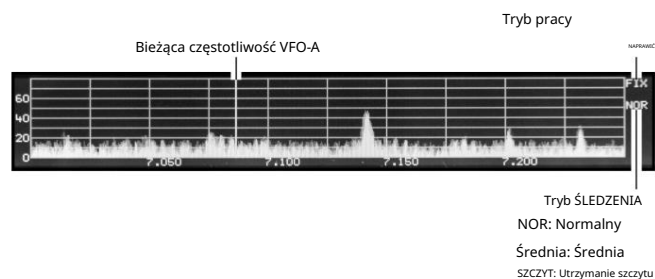 Tryb pracy
Bieżąca częstotliwość VFO-A
NAPRAWIĆ
FIX
60
NOR
40
20
0
7.050 7.100 7.150 7.200
Tryb ŚLEDZENIA
NOR: Normalny
Średnia: Średnia
SZCZYT: Utrzymanie szczytu